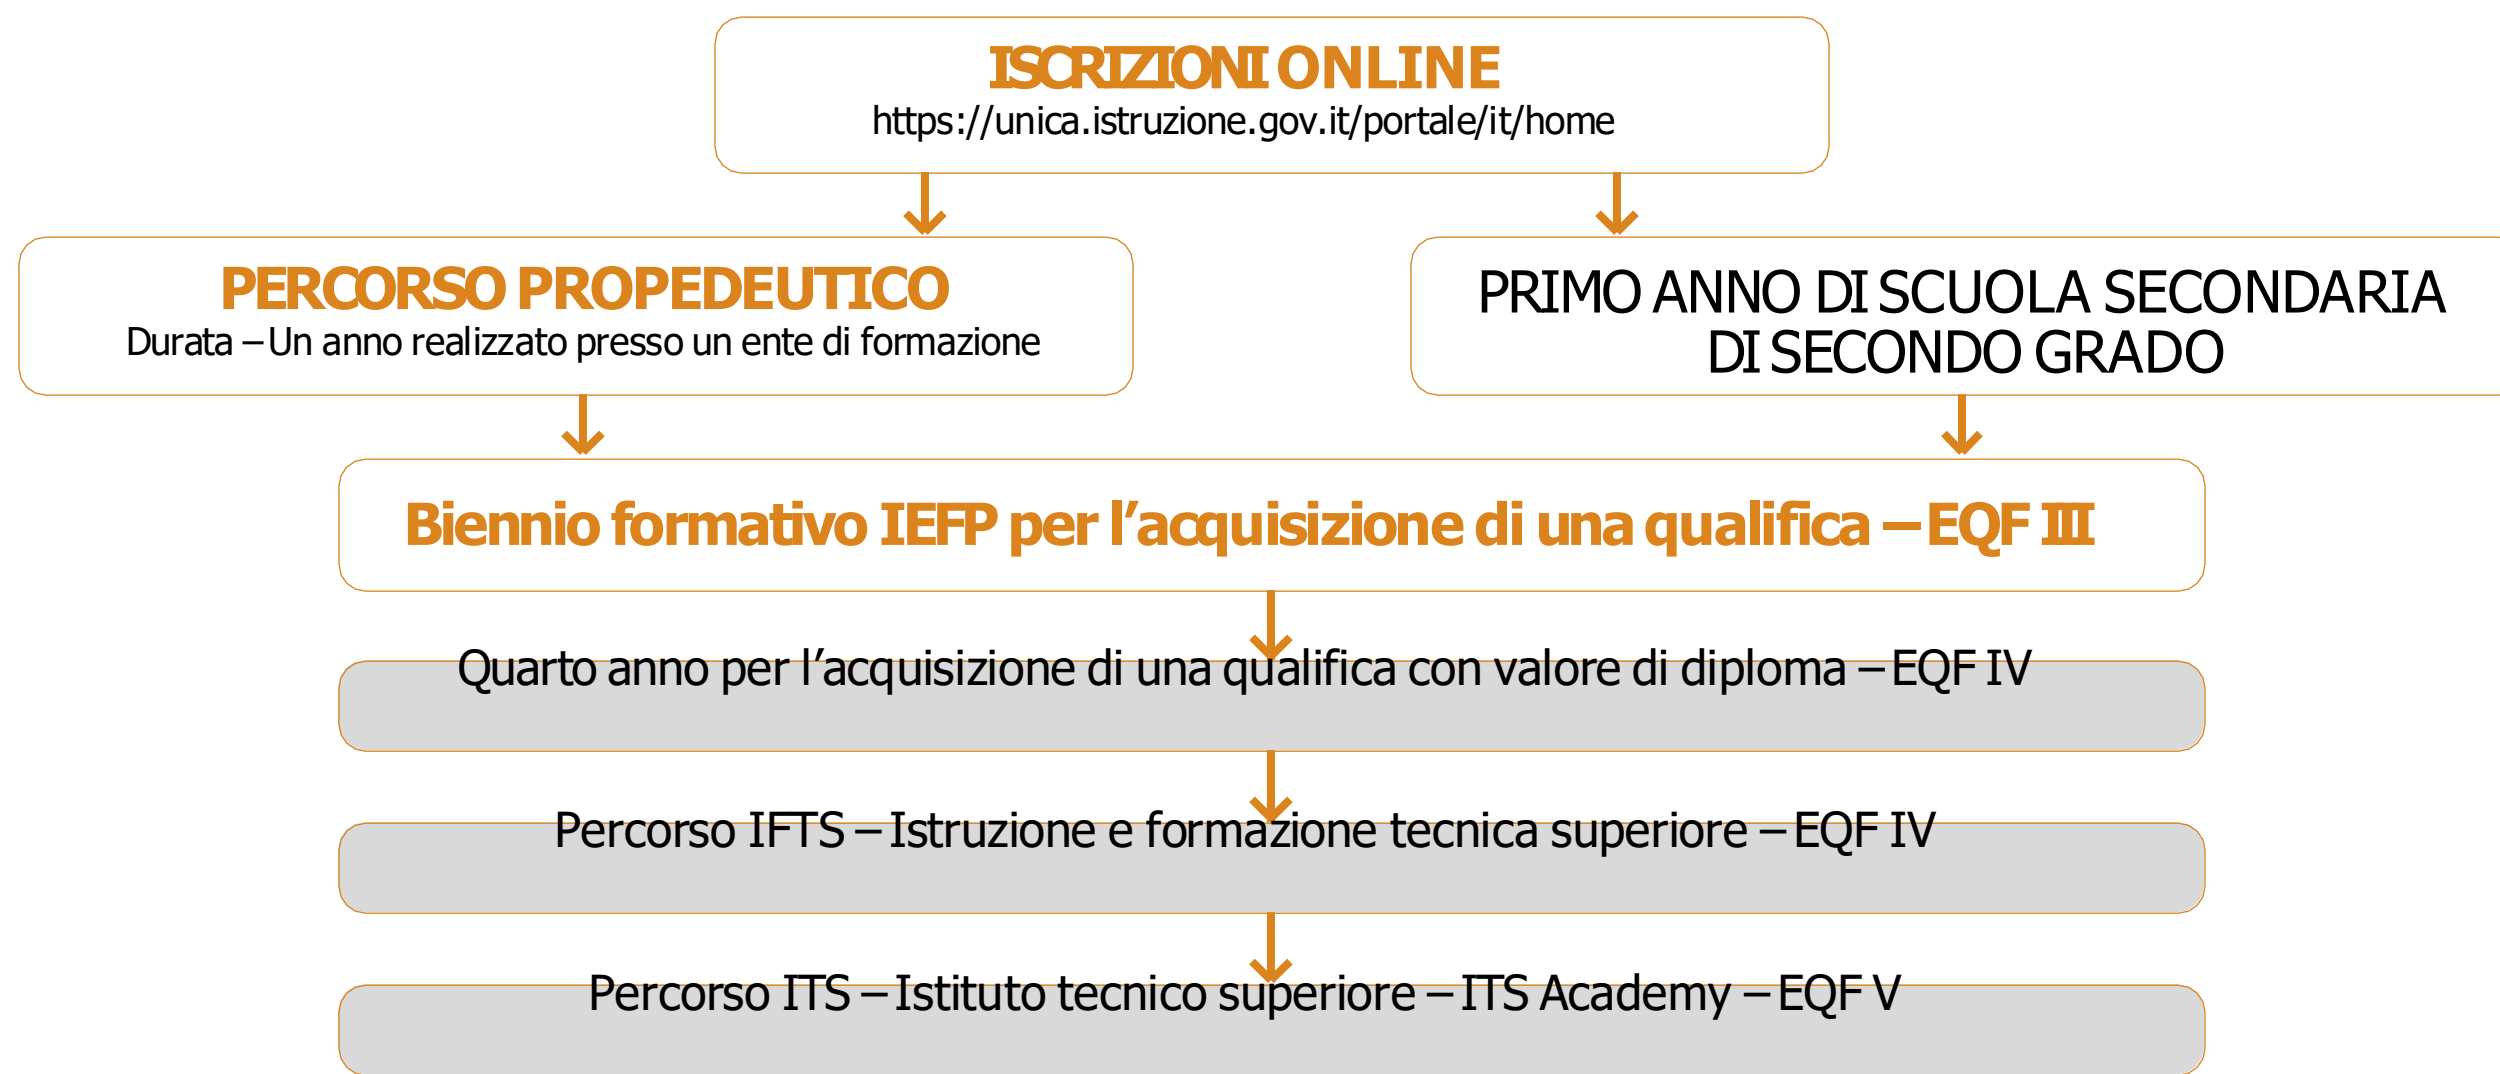 ISCRIZIONI ONLINE
https://unica.istruzione.gov.it/portale/it/home
PERCORSO PROPEDEUTICO
Durata – Un anno realizzato presso un ente di formazione
PRIMO ANNO DI SCUOLA SECONDARIA
DI SECONDO GRADO
Biennio formativo IEFP per l’acquisizione di una qualifica – EQF III
Quarto anno per l’acquisizione di una qualifica con valore di diploma – EQF IV
Percorso IFTS – Istruzione e formazione tecnica superiore – EQF IV
Percorso ITS – Istituto tecnico superiore – ITS Academy – EQF V